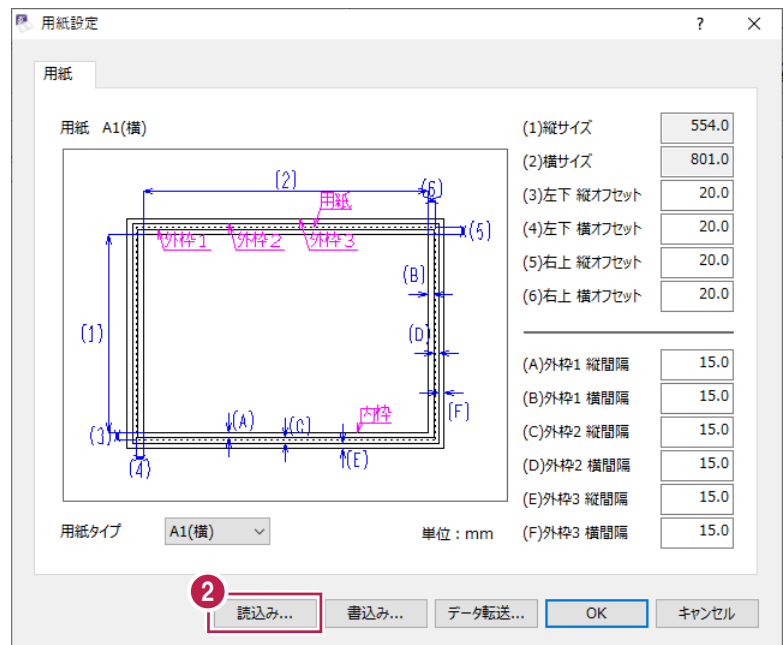 用紙設定
?
用紙
用紙 A1(横)
(2)
(6)
用紙
外枠1
外枠2
外枠3
(5)
(B)
(1)
(D)
(F)
内枠
(A)
(C)
(3)
(E)
(4)
用紙タイプ A1(横)
単位：mm
(1)縦サイズ 554.0
(2)横サイズ 801.0
(3)左下 縦オフセット 20.0
(4)左下 横オフセット 20.0
(5)右上 縦オフセット 20.0
(6)右上 横オフセット 20.0
(A)外枠1 縦間隔 15.0
(B)外枠1 横間隔 15.0
(C)外枠2 縦間隔 15.0
(D)外枠2 横間隔 15.0
(E)外枠3 縦間隔 15.0
(F)外枠3 横間隔 15.0
2
読込み... 書込み... データ転送... OK キャンセル